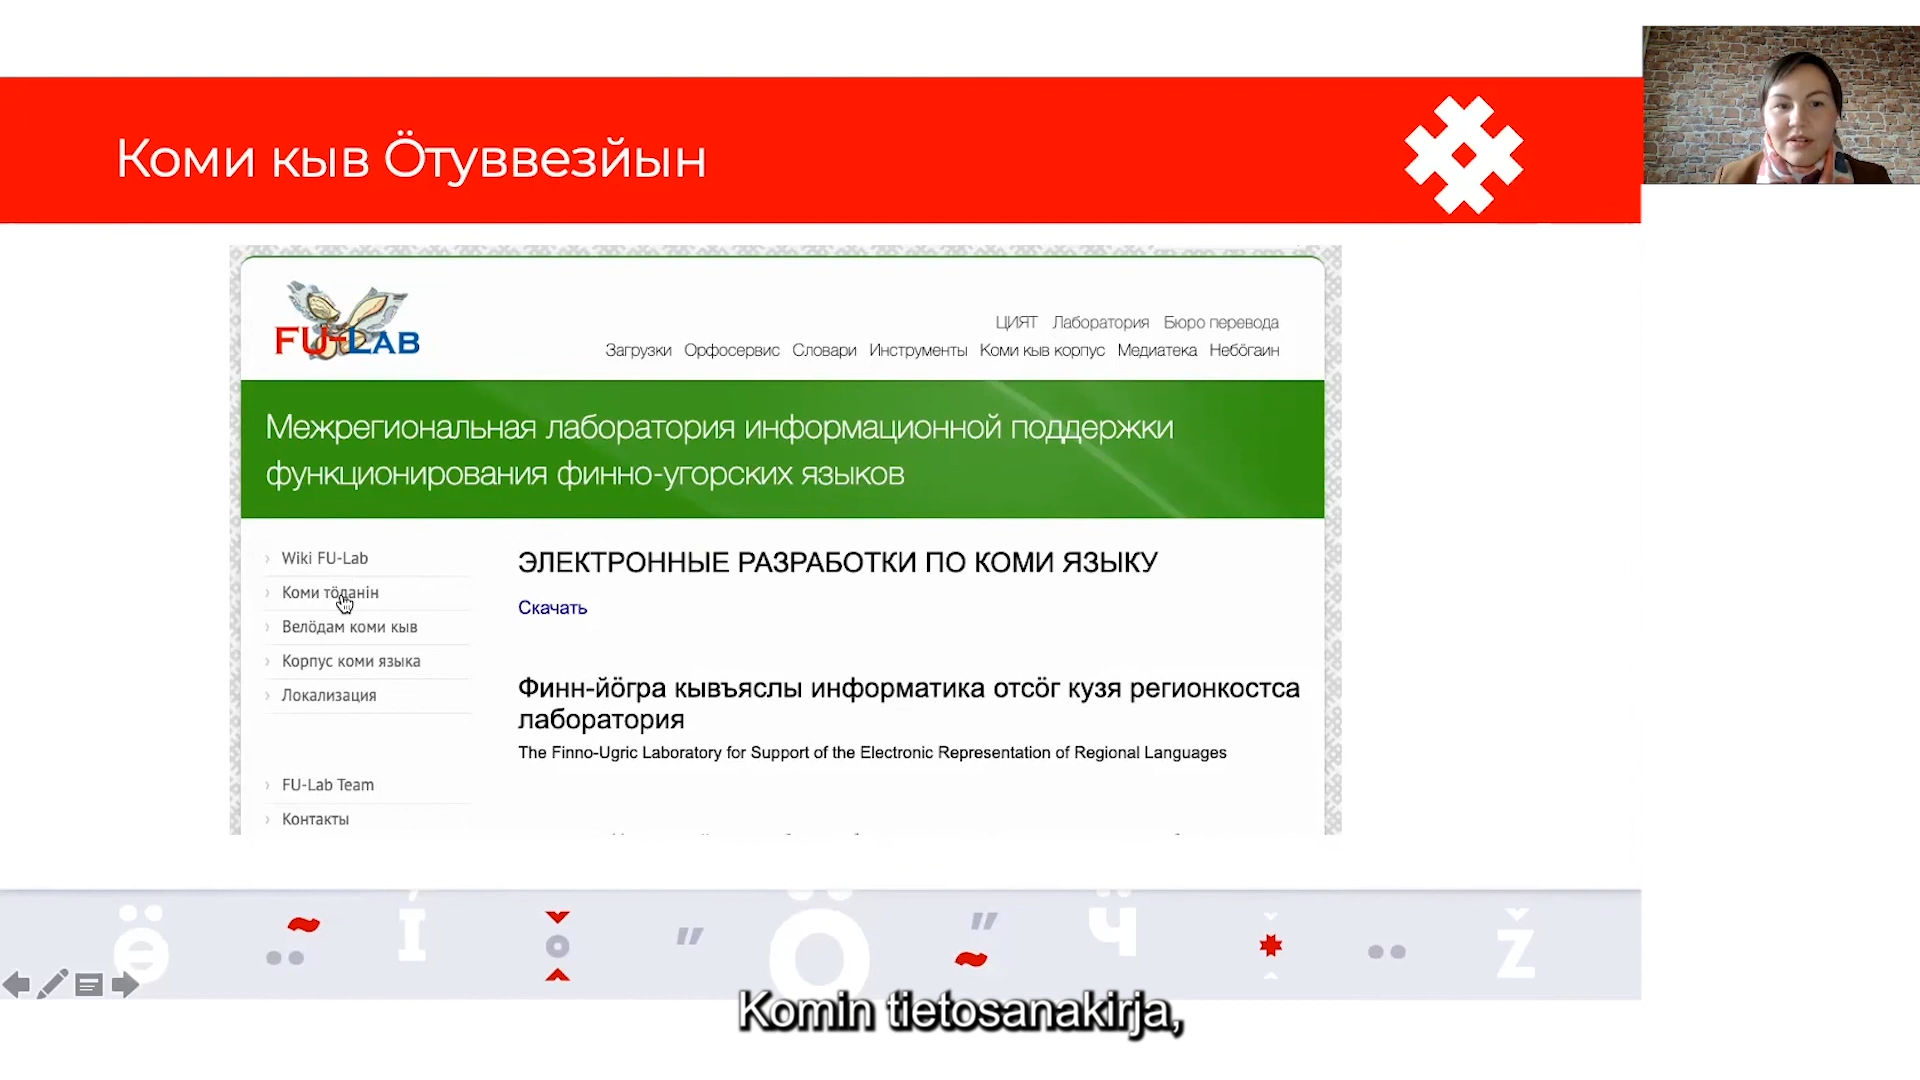 Коми кыв Ӧтуввезйын
FU-LAB
ЦИЯТ Лаборатория Бюро перевода
Загрузки Орфосервис Словари Инструменты Коми кыв корпус Медиатека Небӧгаин
Межрегиональная лаборатория информационной поддержки
функционирования финно-угорских языков
Wiki FU-Lab
Коми тӧданін
Велӧдам коми кыв
Корпус коми языка
Локализация
FU-Lab Team
Контакты
ЭЛЕКТРОННЫЕ РАЗРАБОТКИ ПО КОМИ ЯЗЫКУ
Скачать
Финн-йӧгра кывъяслы информатика отсӧг кузя регионкостса
лаборатория
The Finno-Ugric Laboratory for Support of the Electronic Representation of Regional Languages
Komin tietosanakirja,